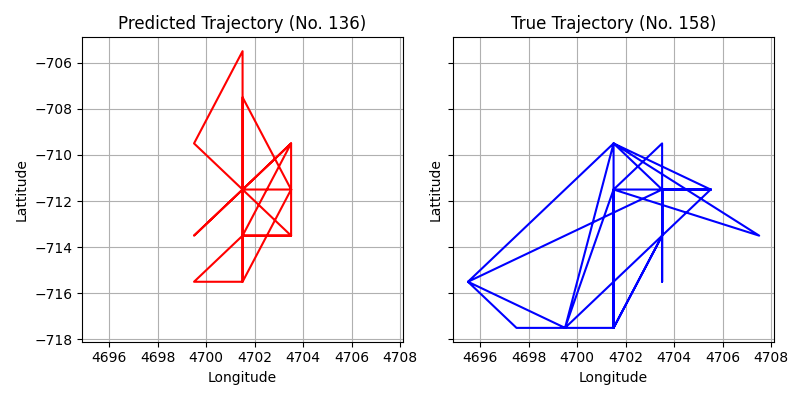 Predicted Trajectory (No. 136)
True Trajectory (No. 158)
Lattitude
−706
−708
−710
−712
−714
−716
−718
4696 4698 4700 4702 4704 4706 4708
Longitude
Lattitude
4696 4698 4700 4702 4704 4706 4708
Longitude